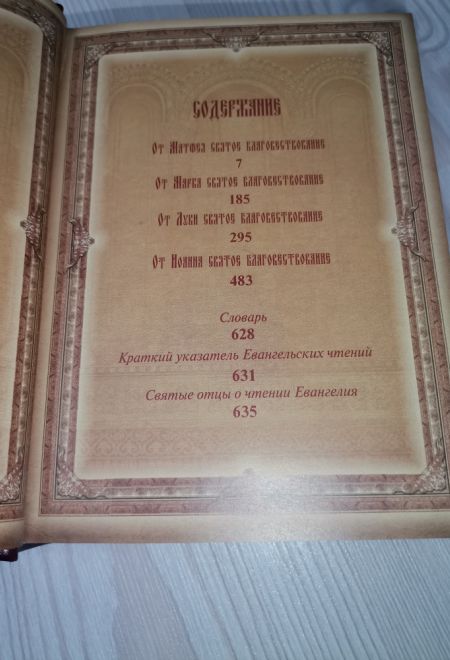 СОДЕРЖАНИЕ
От Матфея святое благовествование
7
От Марка святое благовествование
185
От Луки святое благовествование
295
От Иоанна святое благовествование
483
Словарь
628
Краткий указатель Евангельских чтений
631
Святые отцы о чтении Евангелия
635